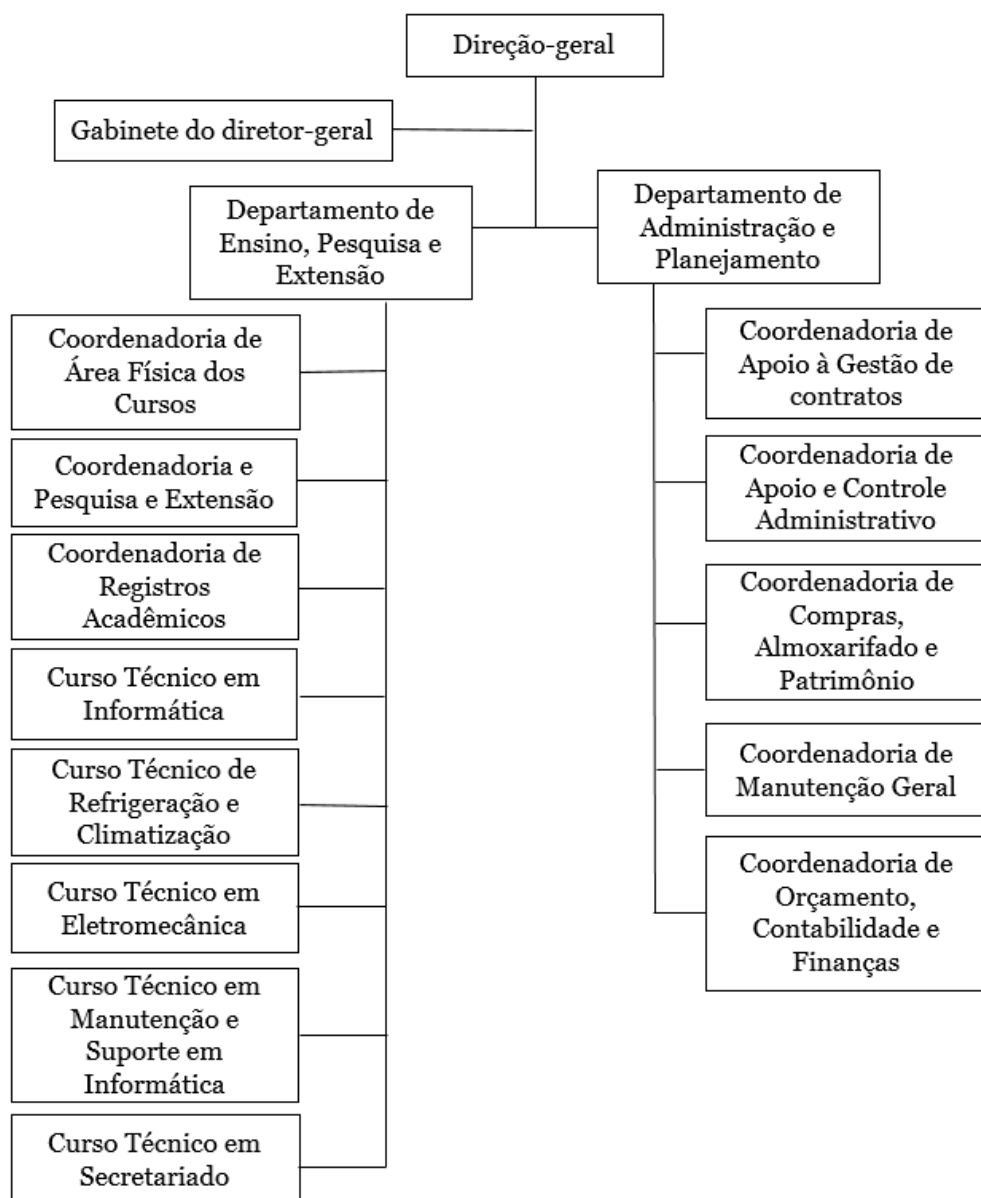 Direção-geral
Gabinete do diretor-geral
Departamento de
Ensino, Pesquisa e
Extensão
Departamento de
Administração e
Planejamento
Coordenadoria de
Área Física dos
Cursos
Coordenadoria e
Pesquisa e Extensão
Coordenadoria de
Registros
Acadêmicos
Curso Técnico em
Informática
Curso Técnico de
Refrigeração e
Climatização
Curso Técnico em
Eletromecânica
Curso Técnico em
Manutenção e
Suporte em
Informática
Curso Técnico em
Secretariado
Coordenadoria de
Apoio à Gestão de
contratos
Coordenadoria de
Apoio e Controle
Administrativo
Coordenadoria de
Compras,
Almoxarifado e
Patrimônio
Coordenadoria de
Manutenção Geral
Coordenadoria de
Orçamento,
Contabilidade e
Finanças